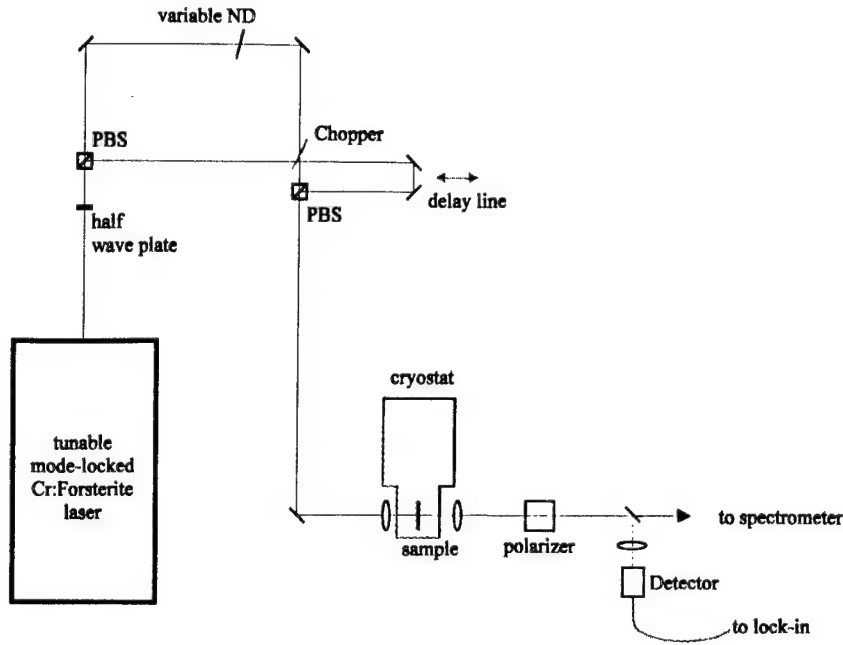 variable ND
PBS
Chopper
half
wave plate
PBS
delay line
cryostat
tunable
mode-locked
Cr:Forsterite
laser
sample
polarizer
to spectrometer
Detector
to lock-in